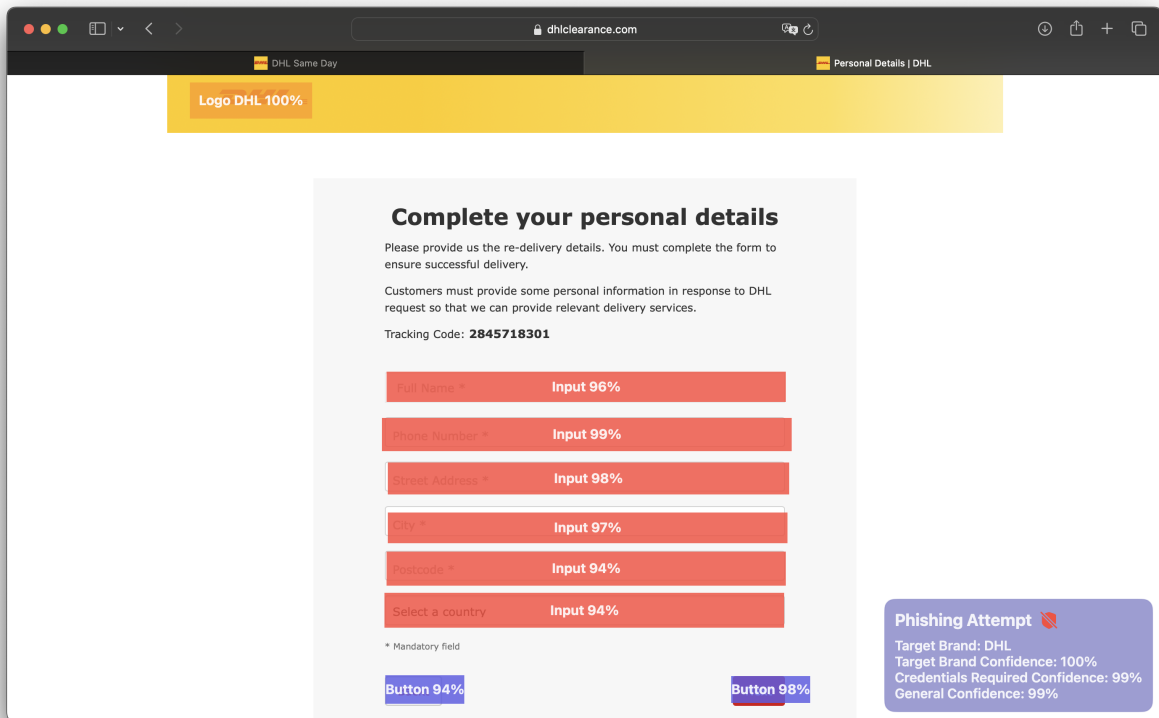 dhlclearance.com
DHL Same Day
Personal Details | DHL
Logo DHL 100%
Complete your personal details
Please provide us the re-delivery details. You must complete the form to
ensure successful delivery.
Customers must provide some personal information in response to DHL
request so that we can provide relevant delivery services.
Tracking Code: 2845718301
Full Name * Input 96%
Phone Number * Input 99%
Street Address * Input 98%
City * Input 97%
Postcode * Input 94%
Select a country Input 94%
* Mandatory field
Button 94% Button 98%
Phishing Attempt
Target Brand: DHL
Target Brand Confidence: 100%
Credentials Required Confidence: 99%
General Confidence: 99%